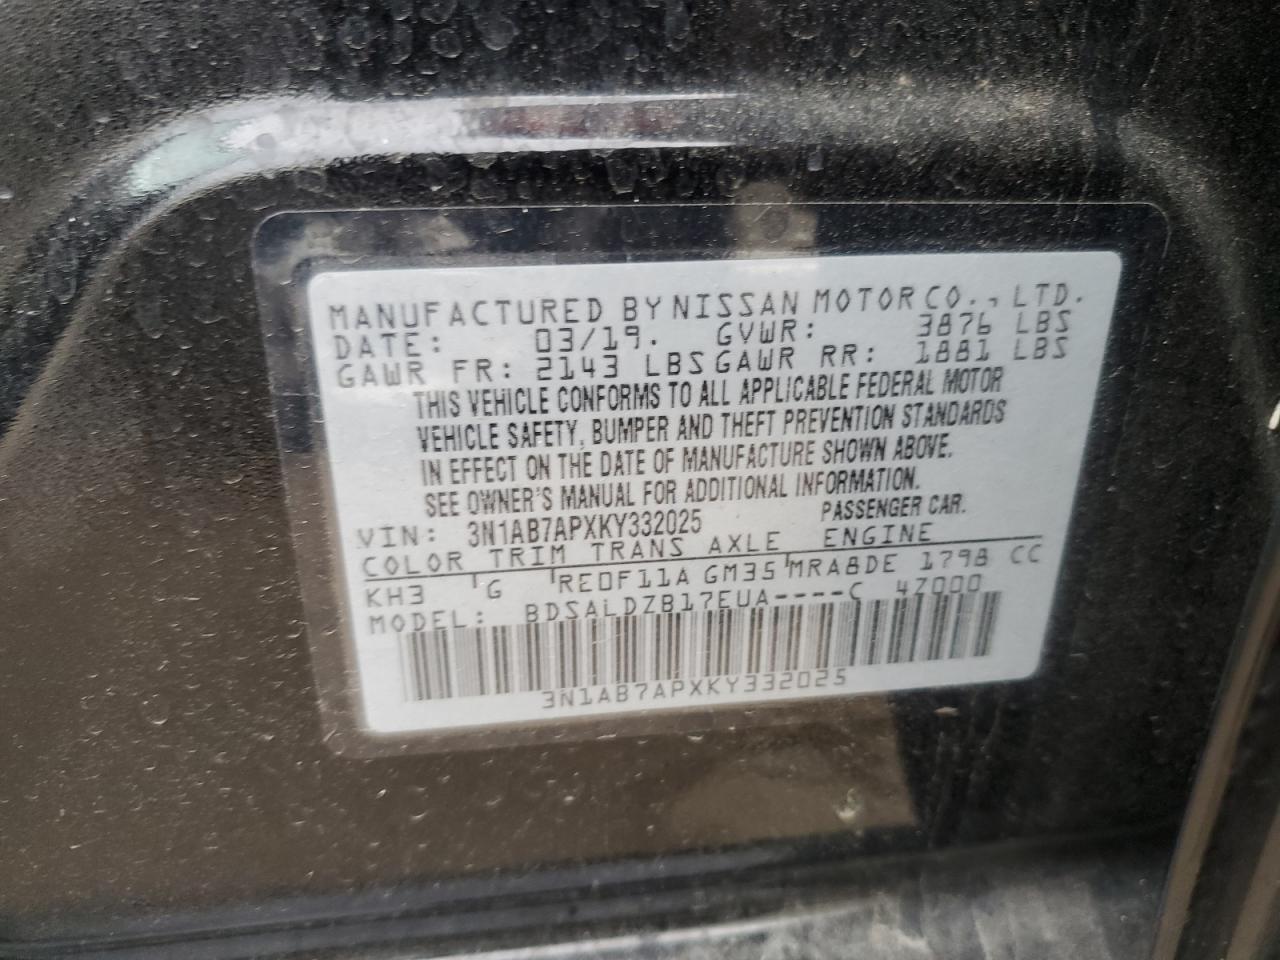 MANUFACTURED BY NISSAN MOTOR CO., LTD.
DATE: 03/19. GVWR: 3876 LBS
GAWR FR: 2143 LBS GAWR RR: 1881 LBS
THIS VEHICLE CONFORMS TO ALL APPLICABLE FEDERAL MOTOR
VEHICLE SAFETY, BUMPER AND THEFT PREVENTION STANDARDS
IN EFFECT ON THE DATE OF MANUFACTURE SHOWN ABOVE.
SEE OWNER'S MANUAL FOR ADDITIONAL INFORMATION.
VIN: 3N1AB7APXKY332025 PASSENGER CAR.
COLOR TRIM TRANS AXLE ENGINE
KH3 G RE0F11A GM35 MRA8DE 1798 CC
MODEL: BDSALDZB17EUA----C 4Z000
3N1AB7APXKY332025